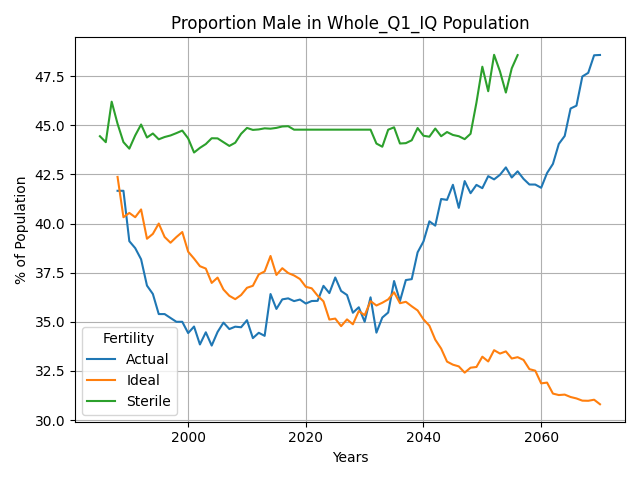 Proportion Male in Whole_Q1_IQ Population
% of Population
47.5
45.0
42.5
40.0
37.5
35.0
32.5
30.0
Fertility
Actual
Ideal
Sterile
2000
2020
2040
2060
Years